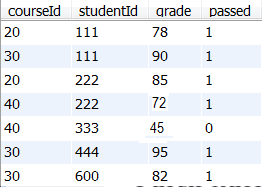 courseId studentId grade passed
20 111 78 1
30 111 90 1
20 222 85 1
40 222 72 1
40 333 45 0
30 444 95 1
30 600 82 1